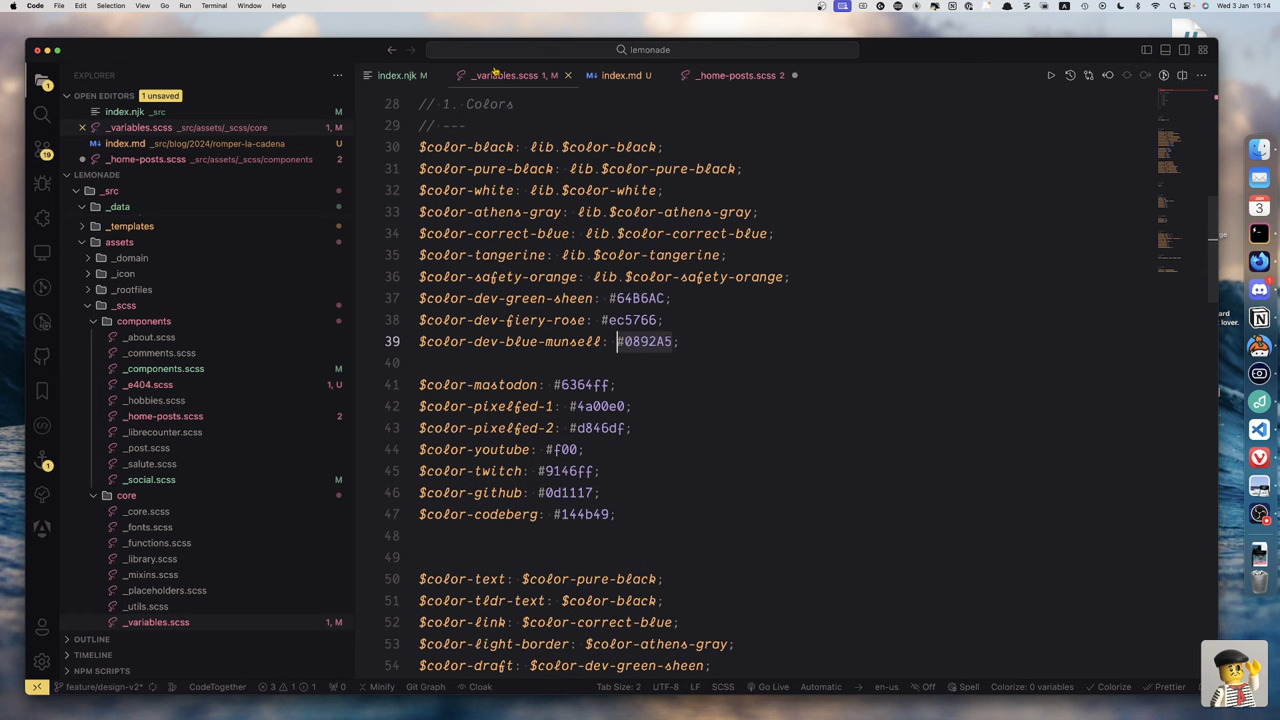 Code File Edit Selection View Go Run Terminal Window Help
Wed 3 Jan 19:14
lemonade
EXPLORER
index.njk M
_variables.scss 1, M
index.md U
_home-posts.scss 2
OPEN EDITORS 1 unsaved
index.njk _src M
_variables.scss _src/assets/_scss/core 1, M
index.md _src/blog/2024/romper-la-cadena U
_home-posts.scss _src/assets/_scss/components 2
LEMONADE
_src
_data
_templates
assets
_domain
_icon
_rootfiles
_scss
components
_about.scss
_comments.scss
_components.scss M
_e404.scss 1, U
_hobbies.scss
_home-posts.scss 2
_librecounter.scss
_post.scss
_salute.scss
_social.scss M
core
_core.scss
_fonts.scss
_functions.scss
_library.scss
_mixins.scss
_placeholders.scss
_utils.scss
_variables.scss 1, M
OUTLINE
TIMELINE
NPM SCRIPTS
1
19
1
28 // 1. Colors
29 // ---
30 $color-black: lib.$color-black;
31 $color-pure-black: lib.$color-pure-black;
32 $color-white: lib.$color-white;
33 $color-athens-gray: lib.$color-athens-gray;
34 $color-correct-blue: lib.$color-correct-blue;
35 $color-tangerine: lib.$color-tangerine;
36 $color-safety-orange: lib.$color-safety-orange;
37 $color-dev-green-sheen: #64B6AC;
38 $color-dev-fiery-rose: #ec5766;
39 $color-dev-blue-munsell: #0892A5;
40
41 $color-mastodon: #6364ff;
42 $color-pixelfed-1: #4a00e0;
43 $color-pixelfed-2: #d846df;
44 $color-youtube: #f00;
45 $color-twitch: #9146ff;
46 $color-github: #0d1117;
47 $color-codeberg: #144b49;
48
49
50 $color-text: $color-pure-black;
51 $color-tldr-text: $color-black;
52 $color-link: $color-correct-blue;
53 $color-light-border: $color-athens-gray;
54 $color-draft: $color-dev-green-sheen;
feature/design-v2* CodeTogether 3 1 1 0 Minify Git Graph Cloak Tab Size: 2 UTF-8 LF SCSS Go Live Automatic en-us Off Spell Colorize: 0 variables Colorize Prettier
JAN
3